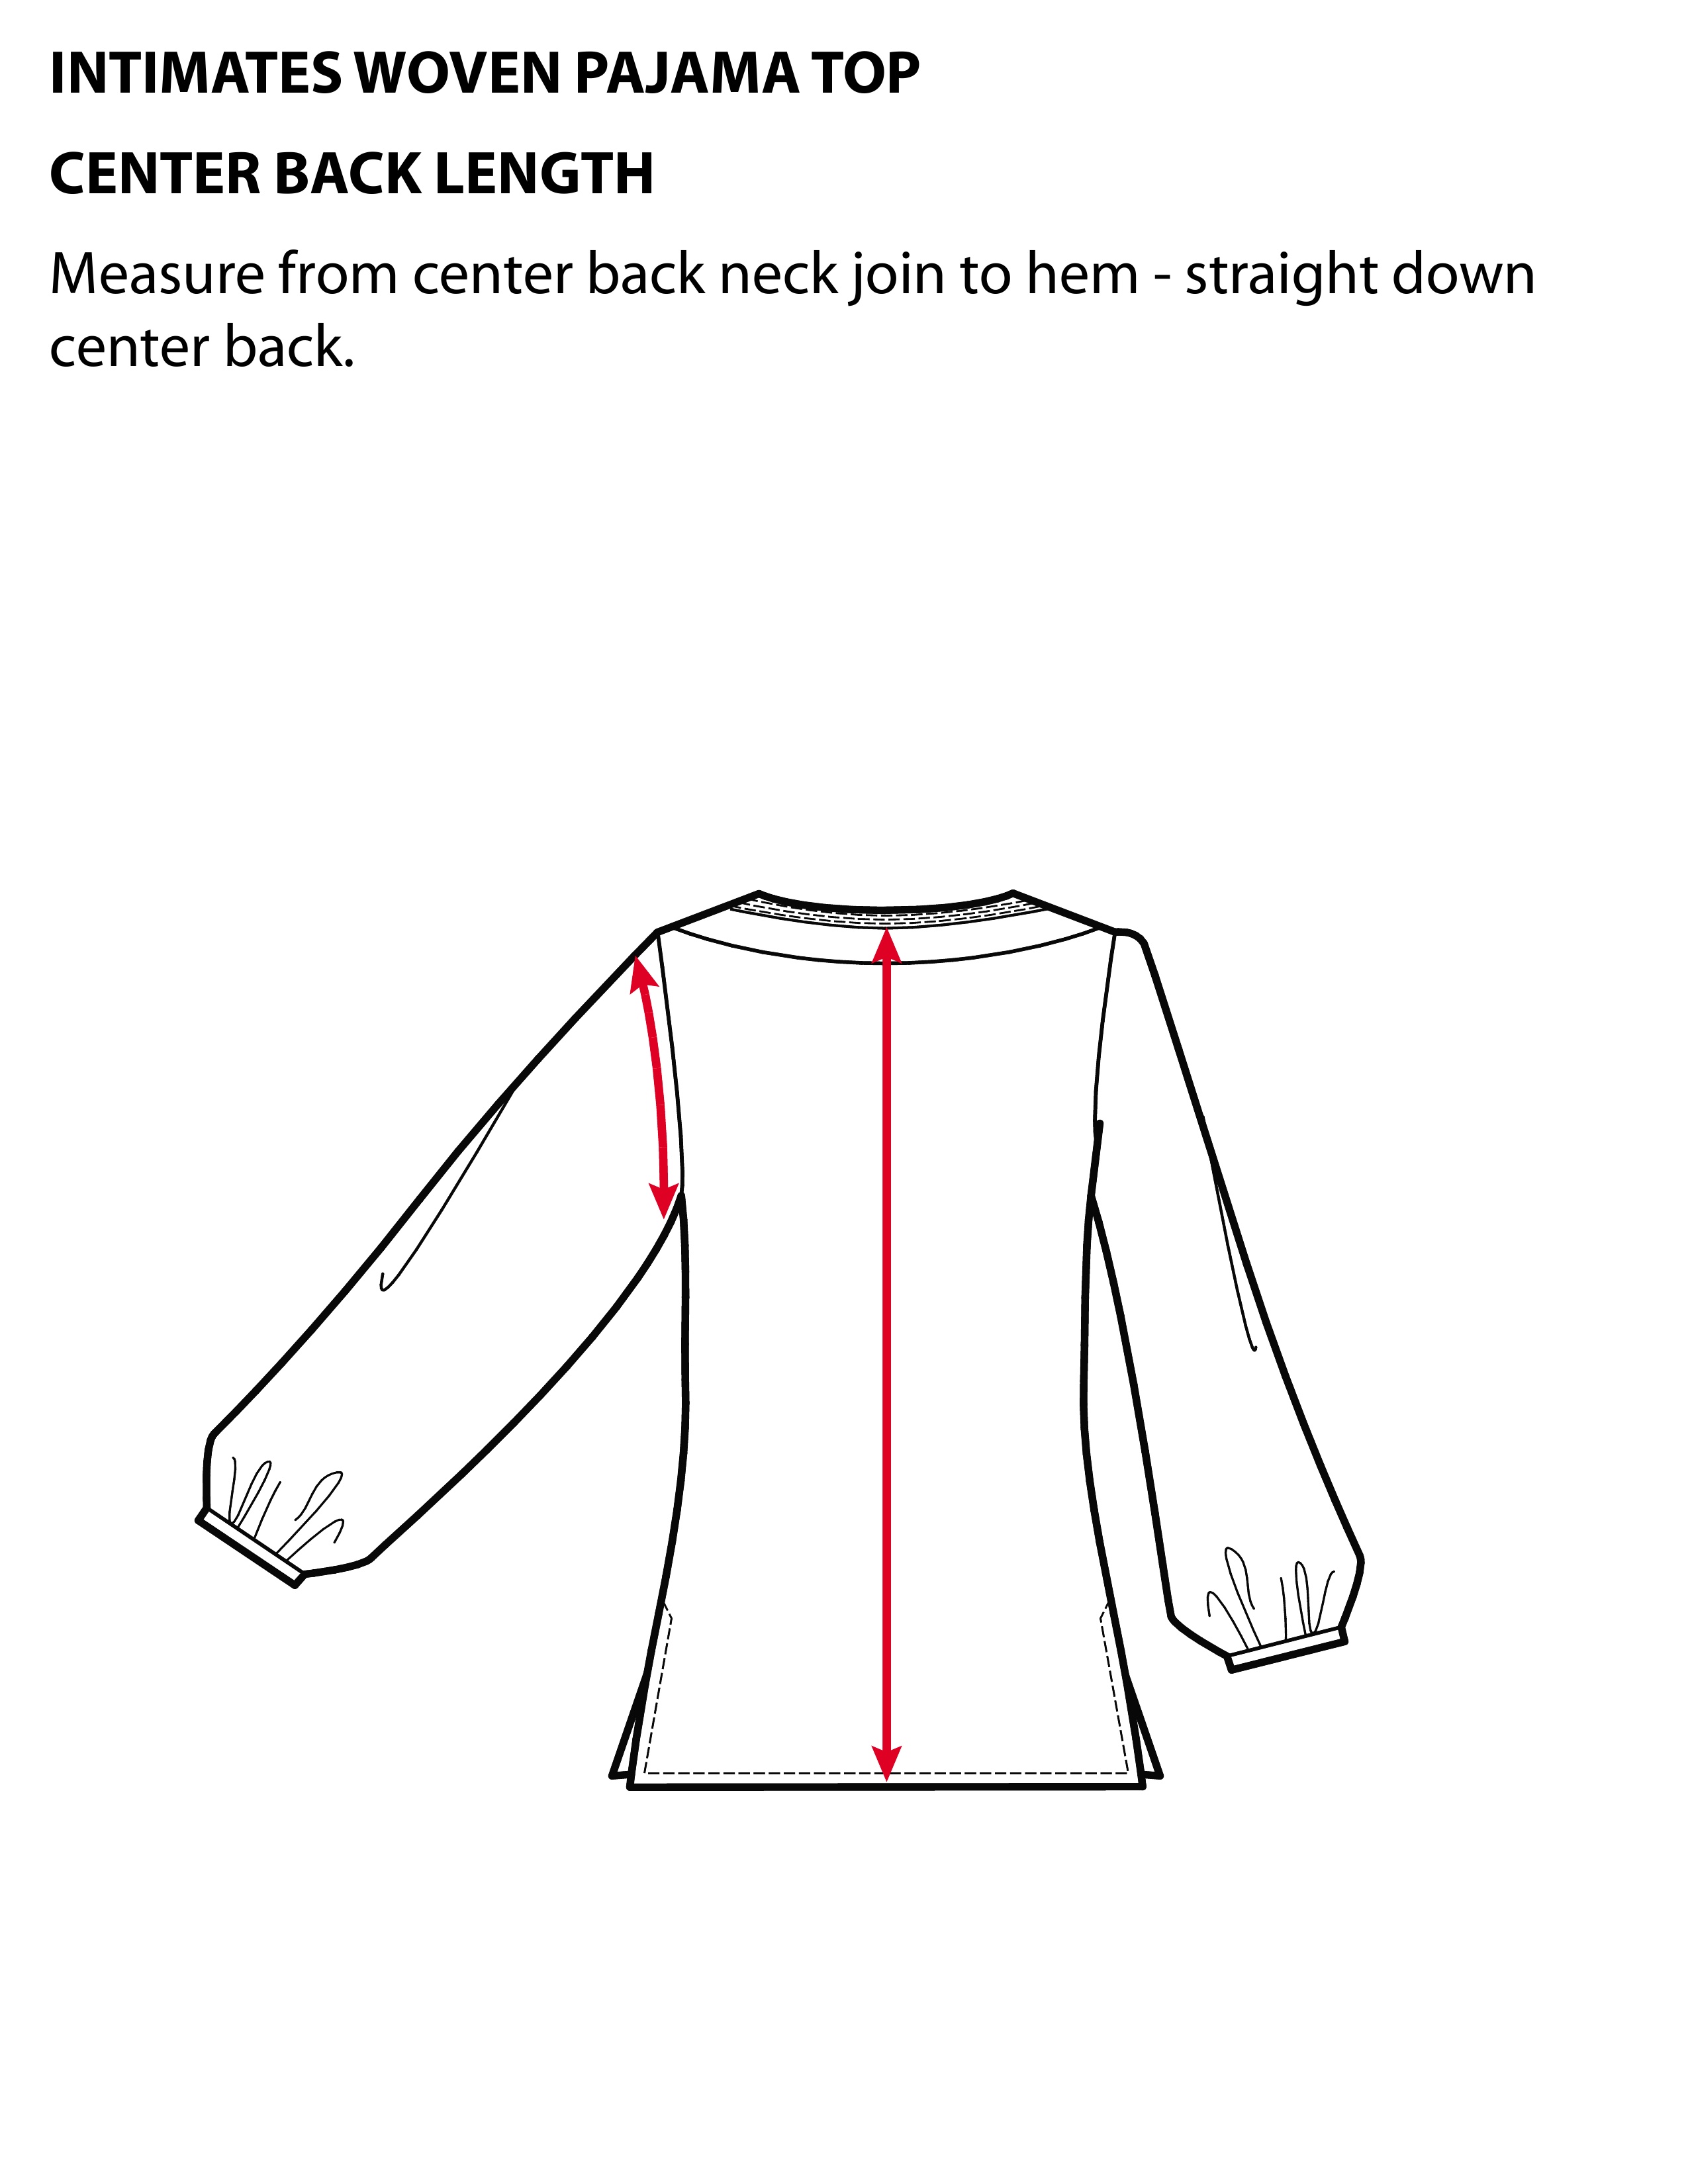 INTIMATES WOVEN PAJAMA TOP
CENTER BACK LENGTH
Measure from center back neck join to hem - straight down
center back.